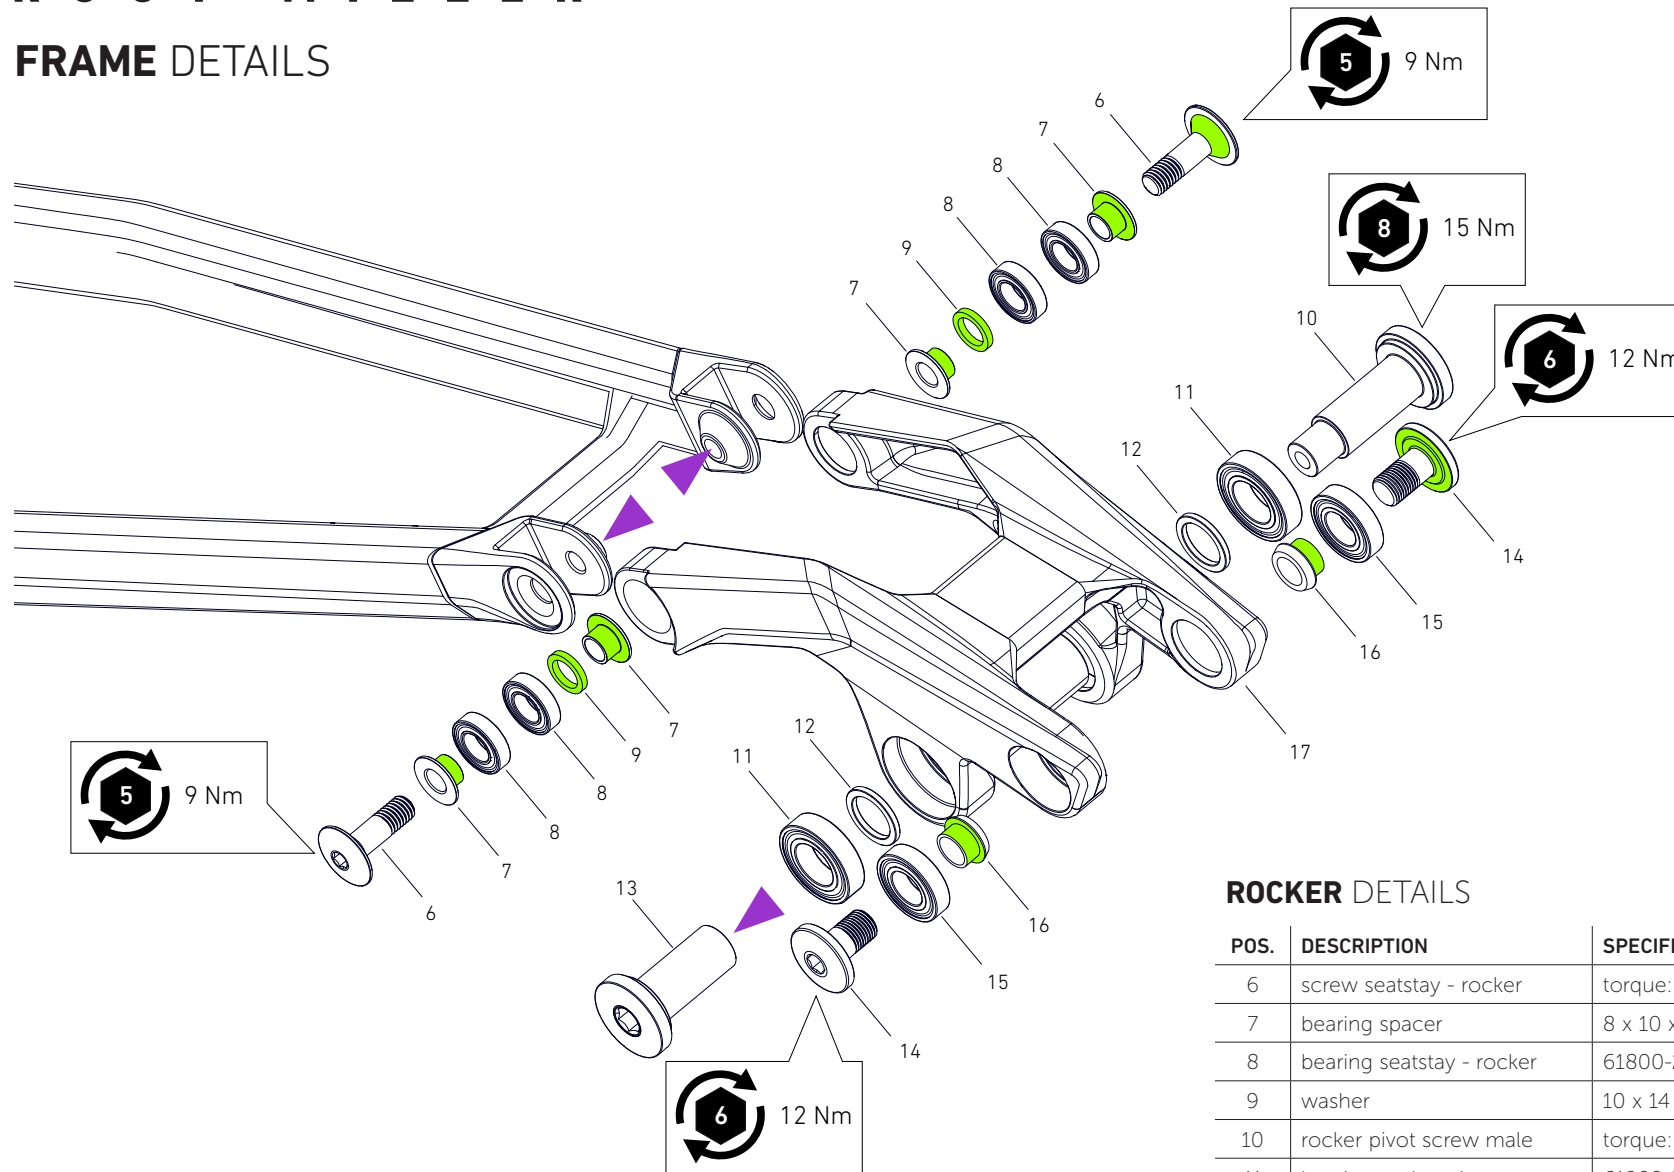 FRAME DETAILS
5 9 Nm
6
7
8
8
9
7
8 15 Nm
10
6 12 Nm
11
12
14
15
16
17
7
9
8
8
7
6
5 9 Nm
12
11
13
16
15
14
6 12 Nm
ROCKER DETAILS
POS. DESCRIPTION
6 screw seatstay - rocker torque:
7 bearing spacer 8 x 10 x
8 bearing seatstay - rocker
9 washer 10 x 14
10 rocker pivot screw male torque: